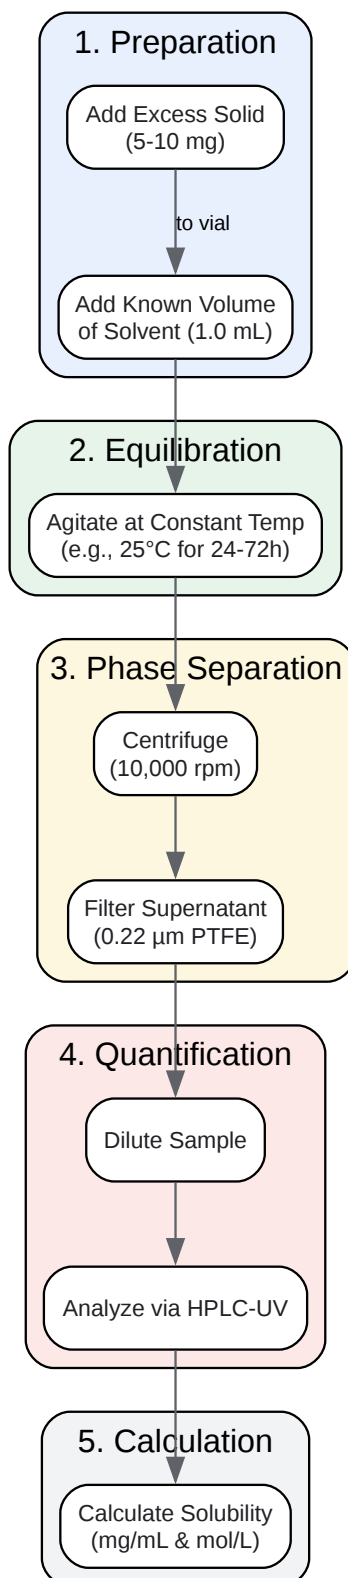 1. Preparation
Add Excess Solid
(5-10 mg)
to vial
Add Known Volume
of Solvent (1.0 mL)
2. Equilibration
Agitate at Constant Temp
(e.g., 25°C for 24-72h)
3. Phase Separation
Centrifuge
(10,000 rpm)
Filter Supernatant
(0.22 µm PTFE)
4. Quantification
Dilute Sample
Analyze via HPLC-UV
5. Calculation
Calculate Solubility
(mg/mL & mol/L)